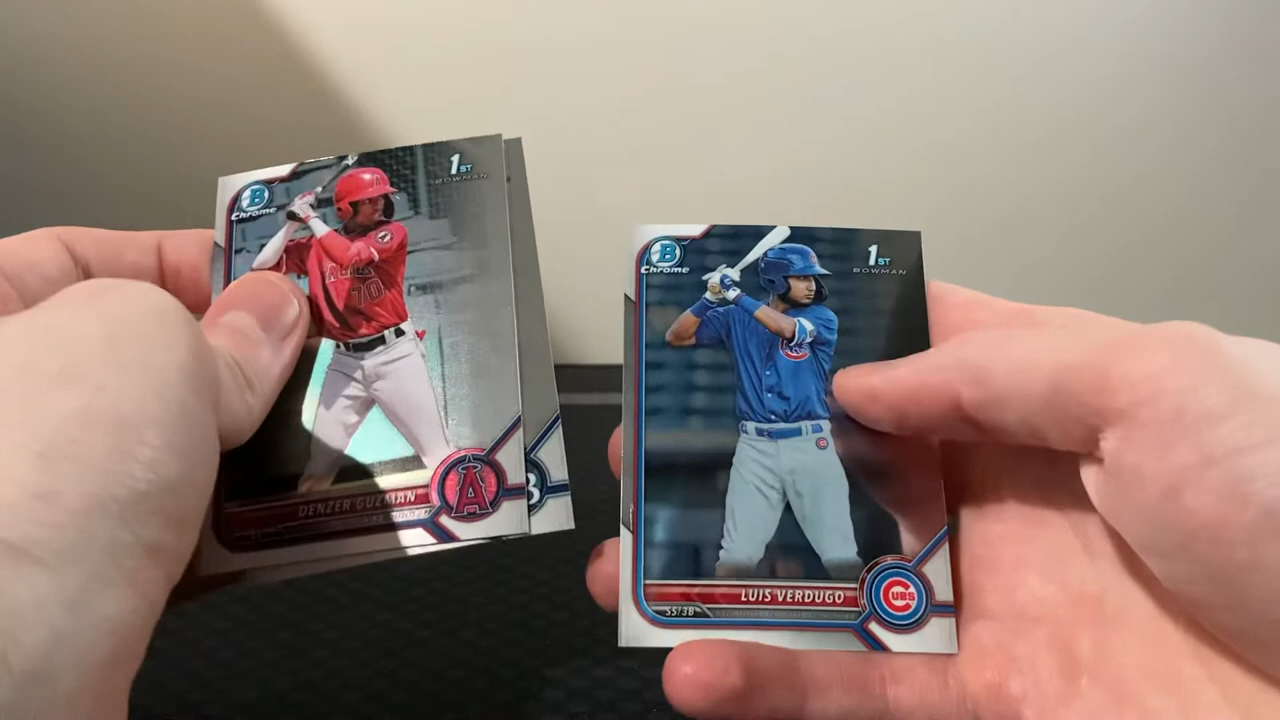 B
Chrome
1ST
BOWMAN
A
70
DENZER GUZMAN
A
B
Chrome
1ST
BOWMAN
LUIS VERDUGO
SS/3B
CUBS